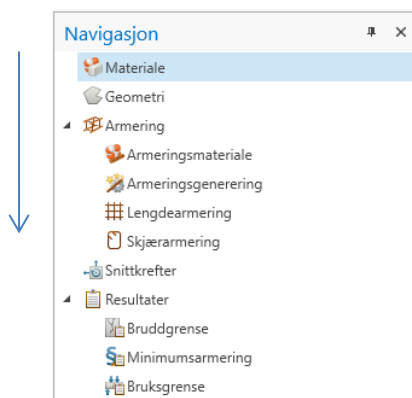 Navigasjon
Materiale
Geometri
Armering
Armeringsmateriale
Armeringsgenerering
Lengdearmering
Skjærarmering
Snittkrefter
Resultater
Bruddgrense
Minimumsarmering
Bruksgrense